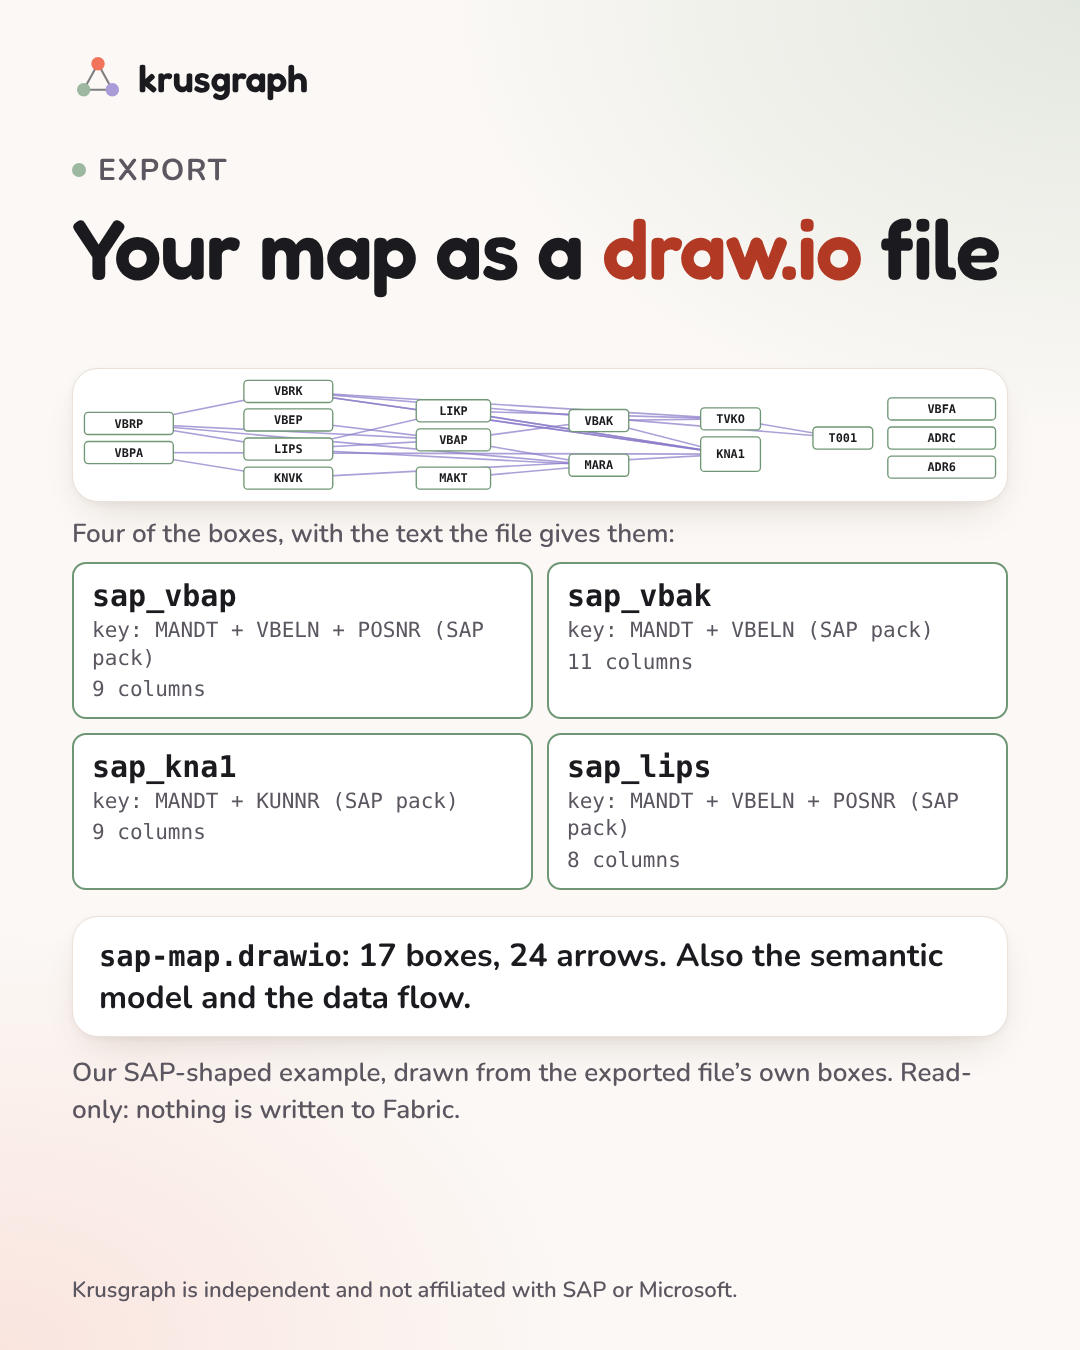 krusgraph
EXPORT
Your map as a draw.io file
VBRP
VBPA
VBRK
VBEP
LIPS
KNVK
LIKP
VBAP
MAKT
VBAK
MARA
TVKO
KNA1
T001
VBFA
ADRC
ADR6
Four of the boxes, with the text the file gives them:
sap_vbap
key: MANDT + VBELN + POSNR (SAP
pack)
9 columns
sap_vbak
key: MANDT + VBELN (SAP pack)
11 columns
sap_kna1
key: MANDT + KUNNR (SAP pack)
9 columns
sap_lips
key: MANDT + VBELN + POSNR (SAP
pack)
8 columns
sap-map.drawio: 17 boxes, 24 arrows. Also the semantic
model and the data flow.
Our SAP-shaped example, drawn from the exported file’s own boxes. Read-
only: nothing is written to Fabric.
Krusgraph is independent and not affiliated with SAP or Microsoft.